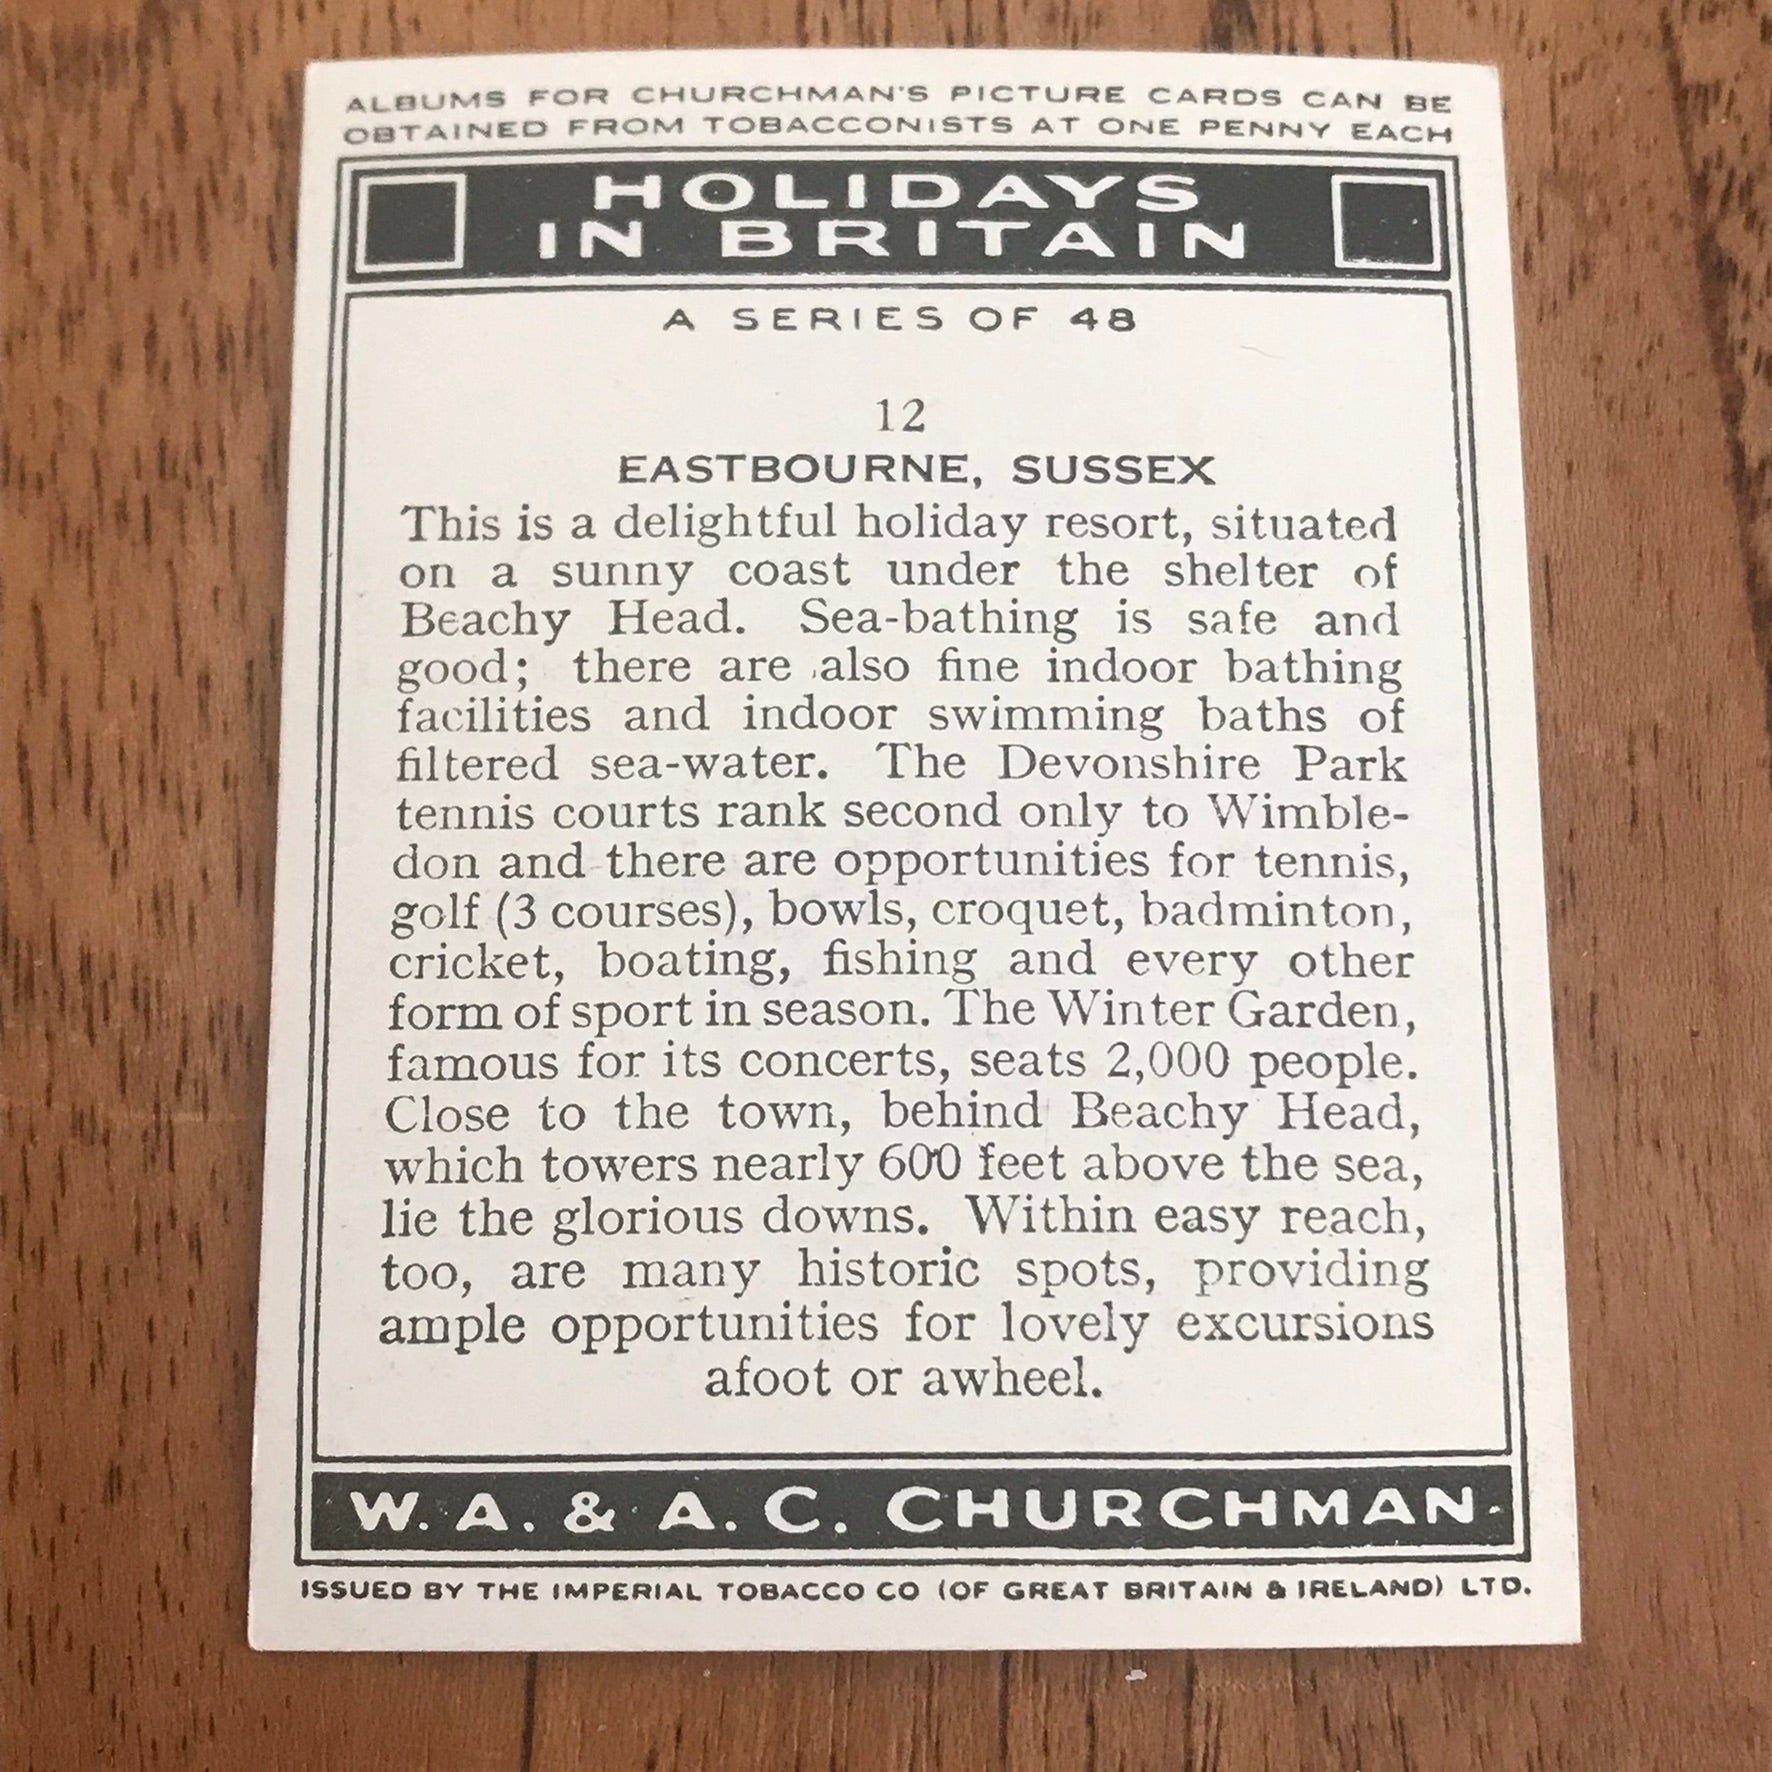 ALBUMS FOR CHURCHMAN'S PICTURE CARDS CAN BE
OBTAINED FROM TOBACCONISTS AT ONE PENNY EACH
HOLIDAYS
IN BRITAIN
A SERIES OF 48
12
EASTBOURNE, SUSSEX
This is a delightful holiday resort, situated
on a sunny coast under the shelter of
Beachy Head. Sea-bathing is safe and
good; there are also fine indoor bathing
facilities and indoor swimming baths of
filtered sea-water. The Devonshire Park
tennis courts rank second only to Wimble-
don and there are opportunities for tennis,
golf (3 courses), bowls, croquet, badminton,
cricket, boating, fishing and every other
form of sport in season. The Winter Garden,
famous for its concerts, seats 2,000 people.
Close to the town, behind Beachy Head,
which towers nearly 600 feet above the sea,
lie the glorious downs. Within easy reach,
too, are many historic spots, providing
ample opportunities for lovely excursions
afoot or awheel.
W. A. & A. C. CHURCHMAN.
ISSUED BY THE IMPERIAL TOBACCO CO (OF GREAT BRITAIN & IRELAND) LTD.